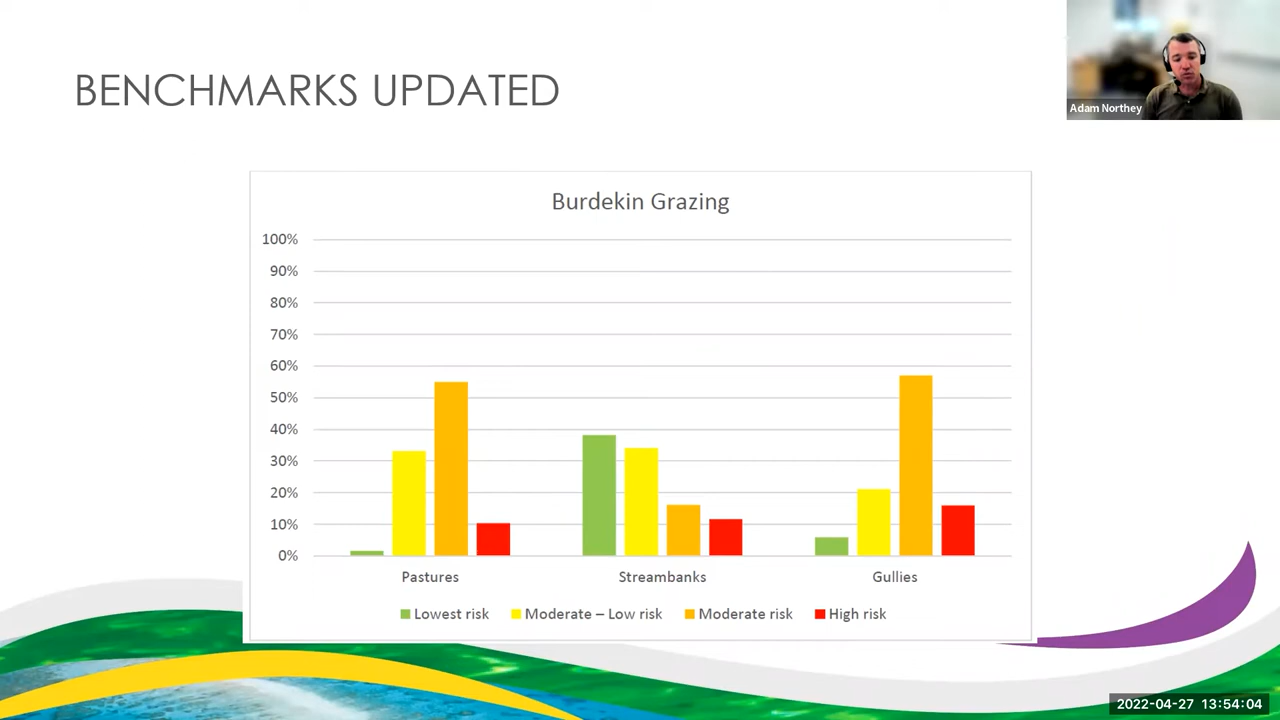 BENCHMARKS UPDATED
Adam Northey
Burdekin Grazing
100%
90%
80%
70%
60%
50%
40%
30%
20%
10%
0%
Pastures Streambanks Gullies
Lowest risk Moderate – Low risk Moderate risk High risk
2022-04-27 13:54:04